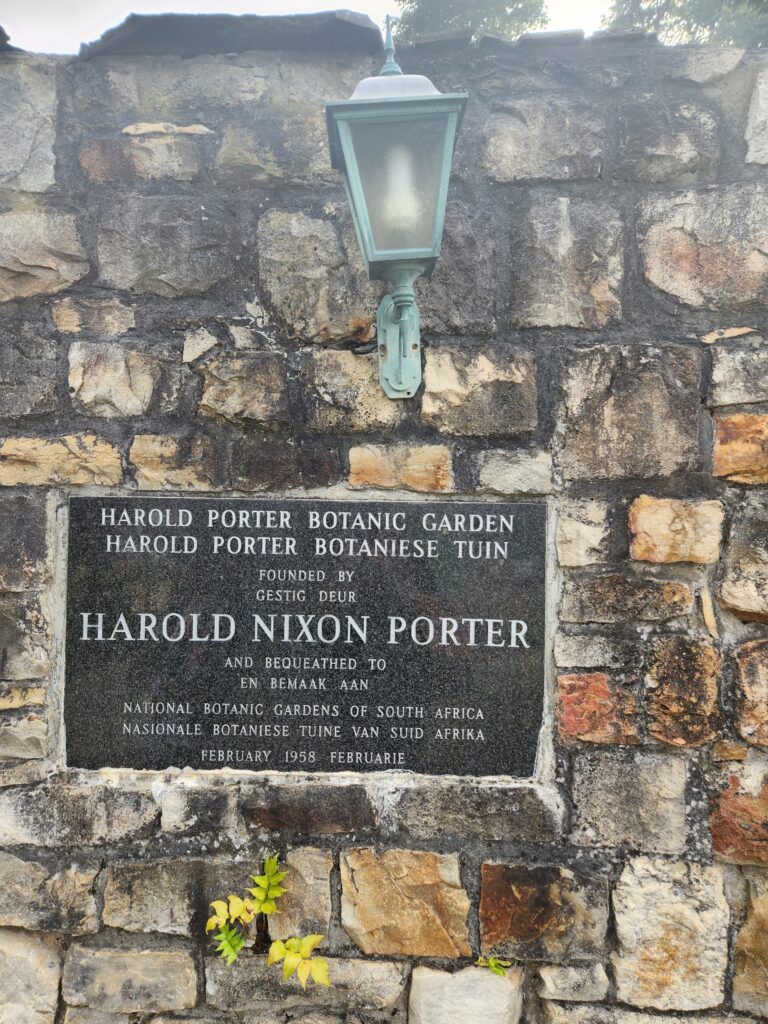 HAROLD PORTER BOTANIC GARDEN
HAROLD PORTER BOTANIESE TUIN
FOUNDED BY
GESTIG DEUR
HAROLD NIXON PORTER
AND BEQUEATHED TO
EN BEMAAK AAN
NATIONAL BOTANIC GARDENS OF SOUTH AFRICA
NASIONALE BOTANIESE TUINE VAN SUID AFRIKA
FEBRUARY 1958 FEBRUARIE